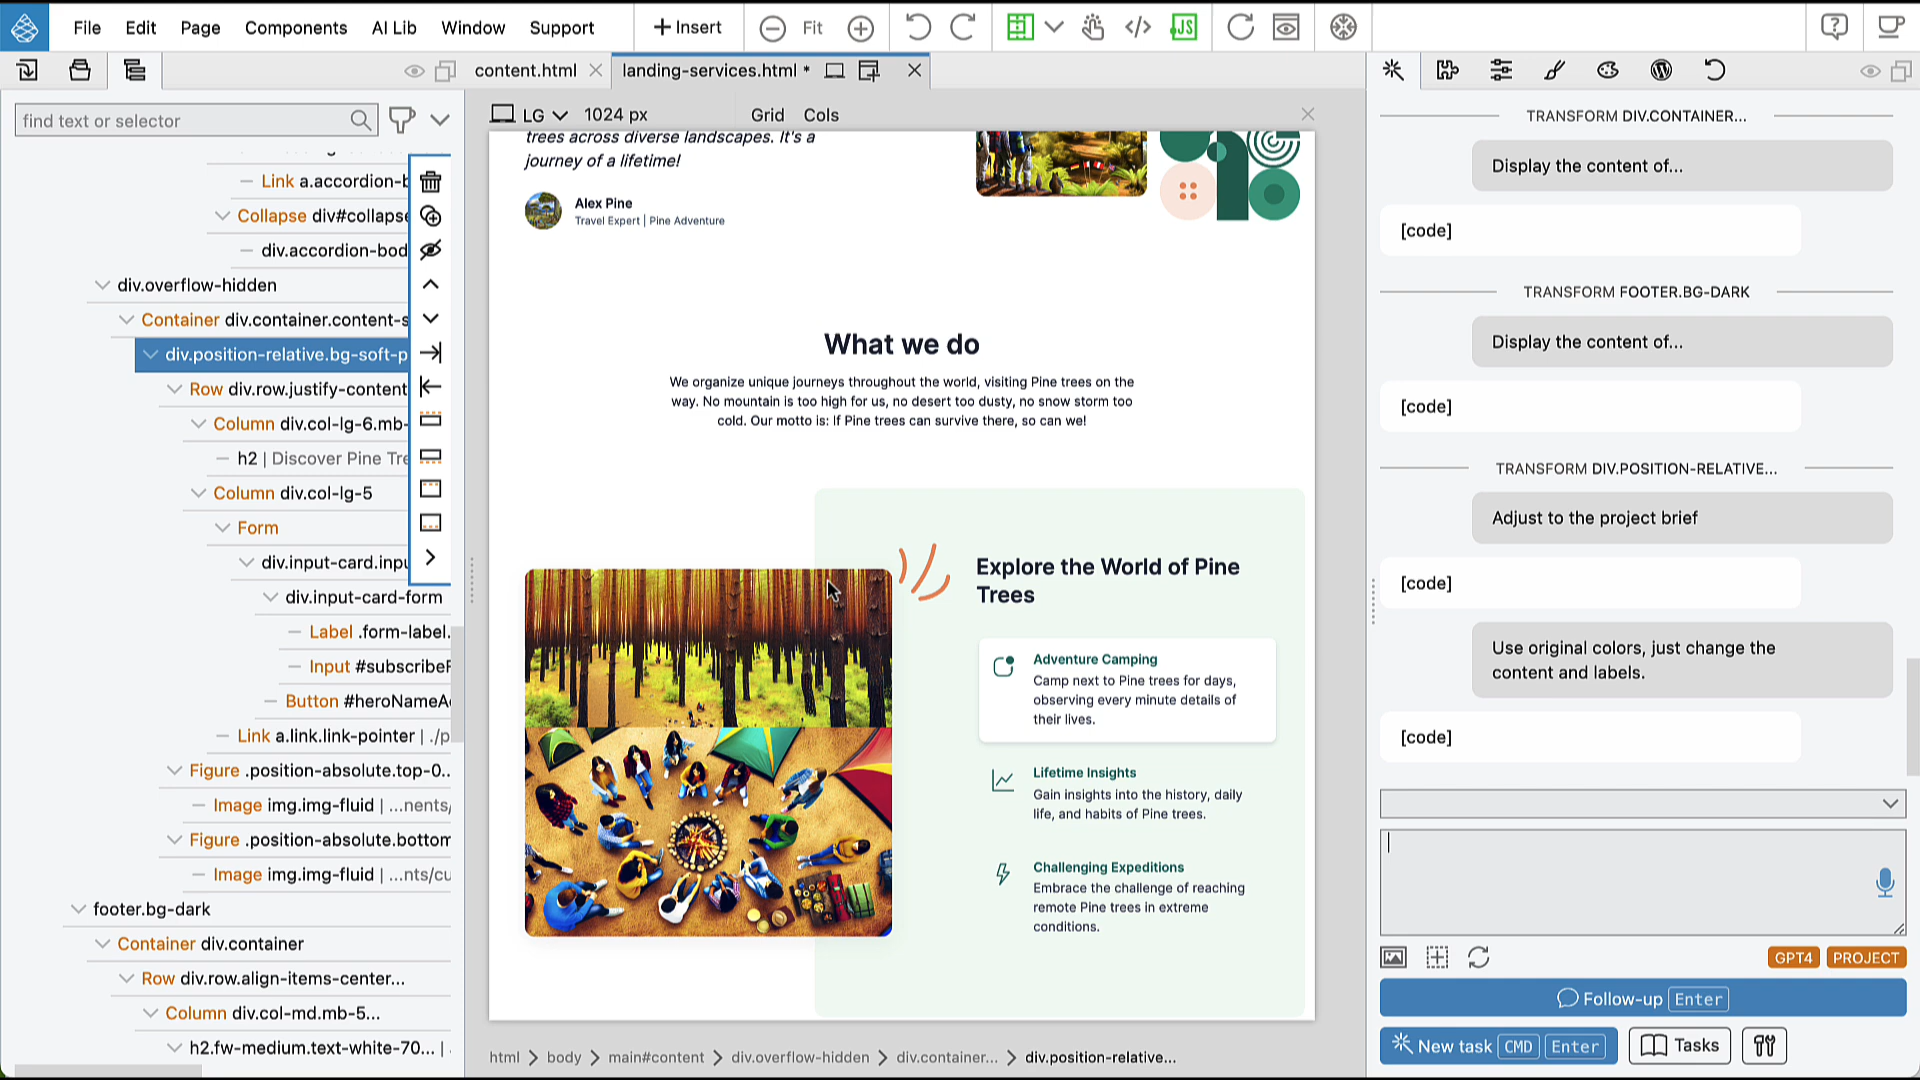 File Edit Page Components AI Lib Window Support Insert Fit JS
content.html landing-services.html *
find text or selector
LG 1024 px Grid Cols
Link a.accordion-b
Collapse div#collapse
div.accordion-bod
div.overflow-hidden
Container div.container.content-s
div.position-relative.bg-soft-p
Row div.row.justify-content
Column div.col-lg-6.mb-
h2 | Discover Pine Tre
Column div.col-lg-5
Form
div.input-card.inpu
div.input-card-form
Label .form-label.
Input #subscribeF
Button #heroNameA
Link a.link.link-pointer | ./p
Figure .position-absolute.top-0..
Image img.img-fluid | ...nents/
Figure .position-absolute.bottom
Image img.img-fluid | ...nts/cu
footer.bg-dark
Container div.container
Row div.row.align-items-center...
Column div.col-md.mb-5...
h2.fw-medium.text-white-70... | .
trees across diverse landscapes. It's a
journey of a lifetime!
Alex Pine
Travel Expert | Pine Adventure
What we do
We organize unique journeys throughout the world, visiting Pine trees on the
way. No mountain is too high for us, no desert too dusty, no snow storm too
cold. Our motto is: If Pine trees can survive there, so can we!
Explore the World of Pine
Trees
Adventure Camping
Camp next to Pine trees for days,
observing every minute details of
their lives.
Lifetime Insights
Gain insights into the history, daily
life, and habits of Pine trees.
Challenging Expeditions
Embrace the challenge of reaching
remote Pine trees in extreme
conditions.
html body main#content div.overflow-hidden div.container... div.position-relative...
TRANSFORM DIV.CONTAINER...
Display the content of...
[code]
TRANSFORM FOOTER.BG-DARK
Display the content of...
[code]
TRANSFORM DIV.POSITION-RELATIVE...
Adjust to the project brief
[code]
Use original colors, just change the
content and labels.
[code]
GPT4 PROJECT
Follow-up Enter
New task CMD Enter Tasks